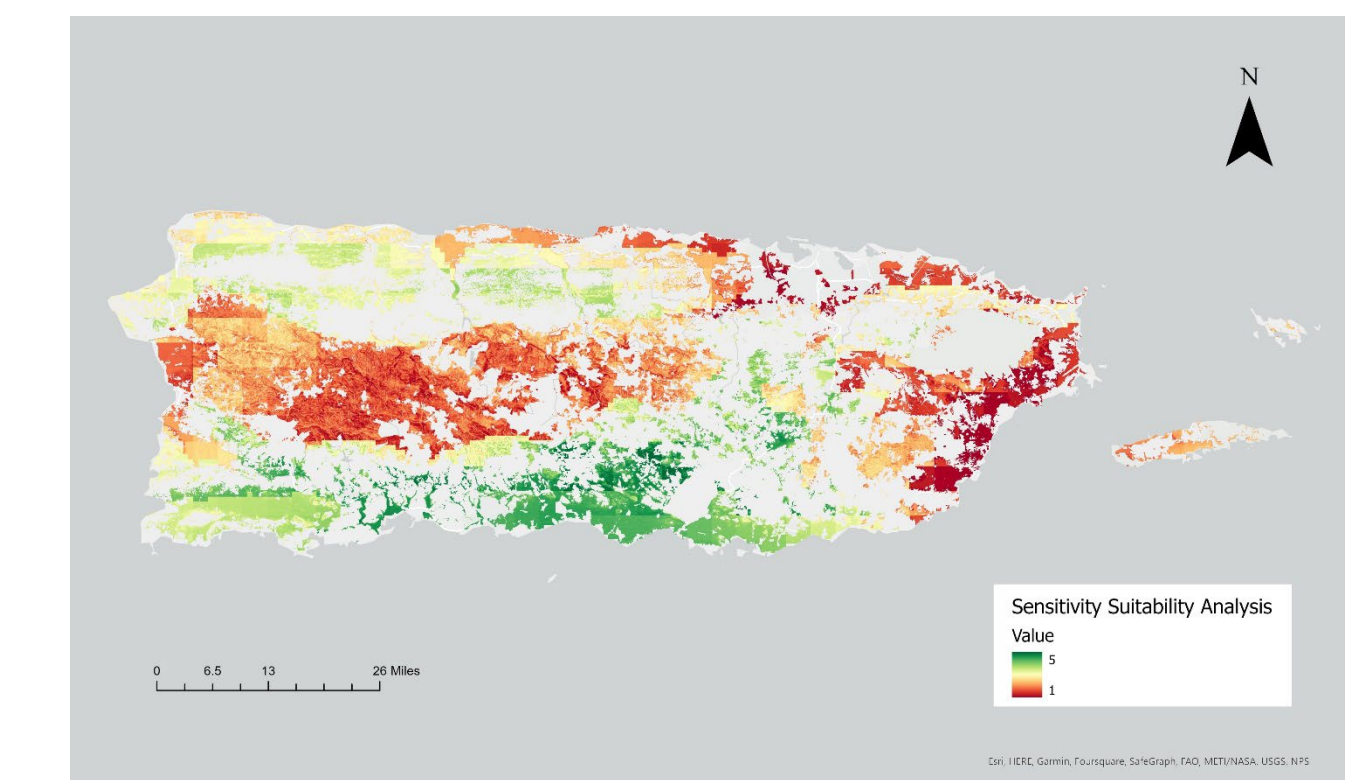 N
Sensitivity Suitability Analysis
Value
5
1
0 6.5 13 26 Miles
Esri, HERE, Garmin, Foursquare, SafeGraph, FAO, METI/NASA, USGS, NPS